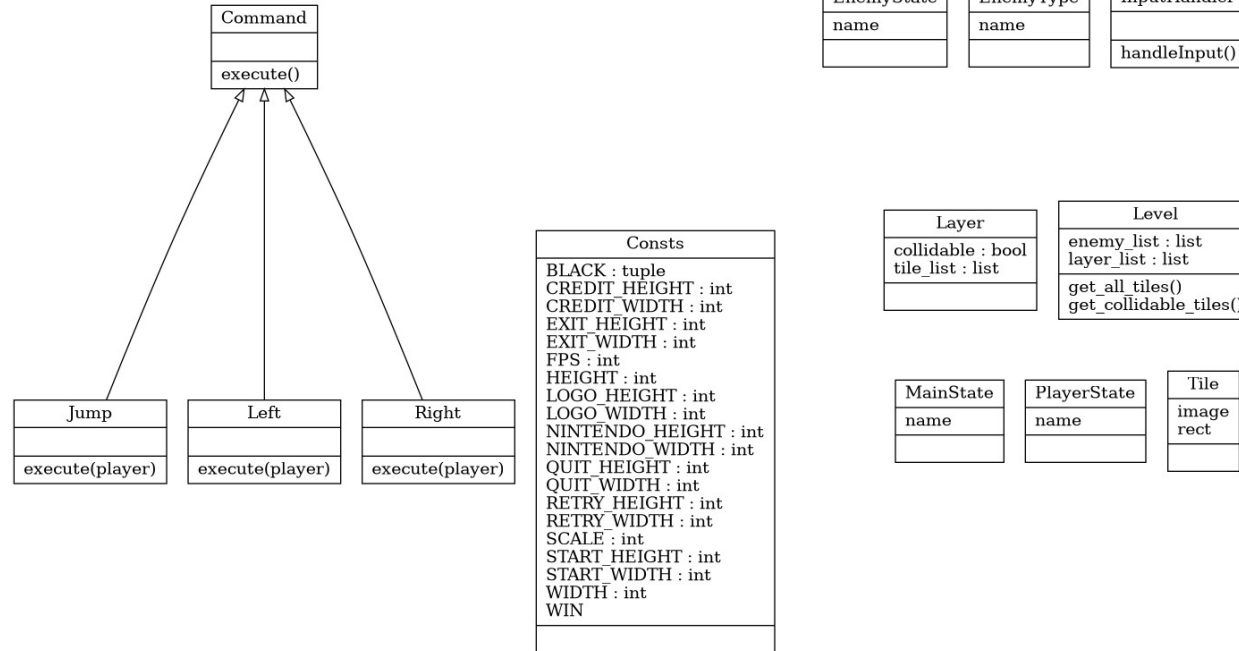 Command
execute()
EnemyState
name
EnemyType
name
InputHandler
handleInput()
Layer
collidable : bool
tile_list : list
Level
enemy_list : list
layer_list : list
get_all_tiles()
get_collidable_tiles()
Consts
BLACK : tuple
CREDIT_HEIGHT : int
CREDIT_WIDTH : int
EXIT_HEIGHT : int
EXIT_WIDTH : int
FPS : int
HEIGHT : int
LOGO_HEIGHT : int
LOGO_WIDTH : int
NINTENDO_HEIGHT : int
NINTENDO_WIDTH : int
QUIT_HEIGHT : int
QUIT_WIDTH : int
RETRY_HEIGHT : int
RETRY_WIDTH : int
SCALE : int
START_HEIGHT : int
START_WIDTH : int
WIDTH : int
WIN
MainState
name
PlayerState
name
Tile
image
rect
Jump
execute(player)
Left
execute(player)
Right
execute(player)